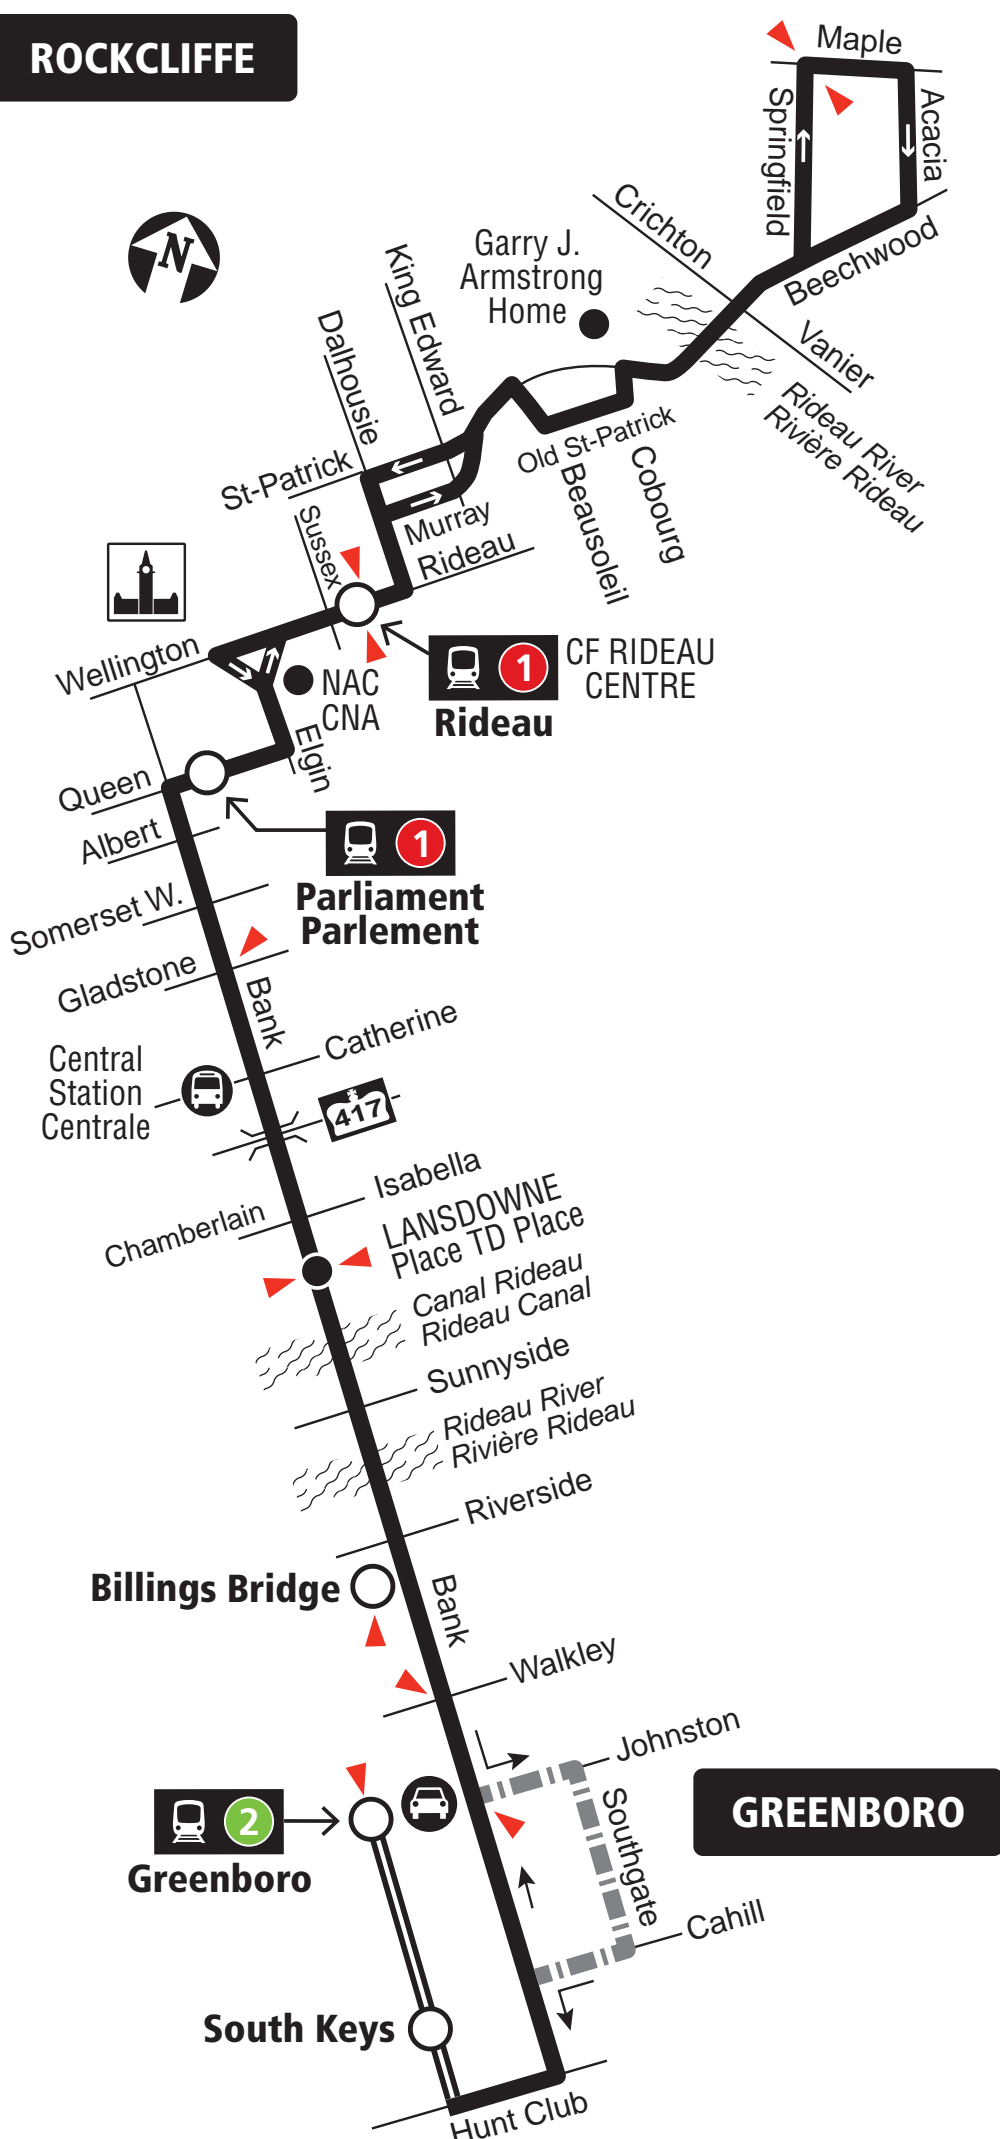 ROCKCLIFFE
Maple
Springfield
Acacia
Beechwood
Crichton
Vanier
N
Garry J.
Armstrong
Home
King Edward
Dalhousie
Rideau River
Rivière Rideau
Old St-Patrick
Cobourg
Beausoleil
St-Patrick
Murray
Sussex
Rideau
Wellington
1
Rideau
CF RIDEAU
CENTRE
NAC
CNA
Elgin
Queen
Albert
1
Parliament
Parlement
Somerset W.
Gladstone
Bank
Catherine
Central
Station
Centrale
417
Isabella
Chamberlain
LANSDOWNE
Place TD Place
Canal Rideau
Rideau Canal
Sunnyside
Rideau River
Rivière Rideau
Riverside
Billings Bridge
Bank
Walkley
Johnston
Southgate
GREENBORO
2
Greenboro
Cahill
South Keys
Hunt Club